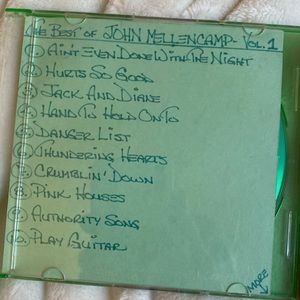 The Best of JOHN MELLENCAMP - VOL. 1
1. AIN'T EVEN DONE WITH THE NIGHT
2. HURTS SO GOOD
3. JACK AND DIANE
4. HAND TO HOLD ON TO
5. DANGER LIST
6. THUNDERING HEARTS
7. CRUMBLIN' DOWN
8. PINK HOUSES
9. AUTHORITY SONG
10. PLAY GUITAR
MORE